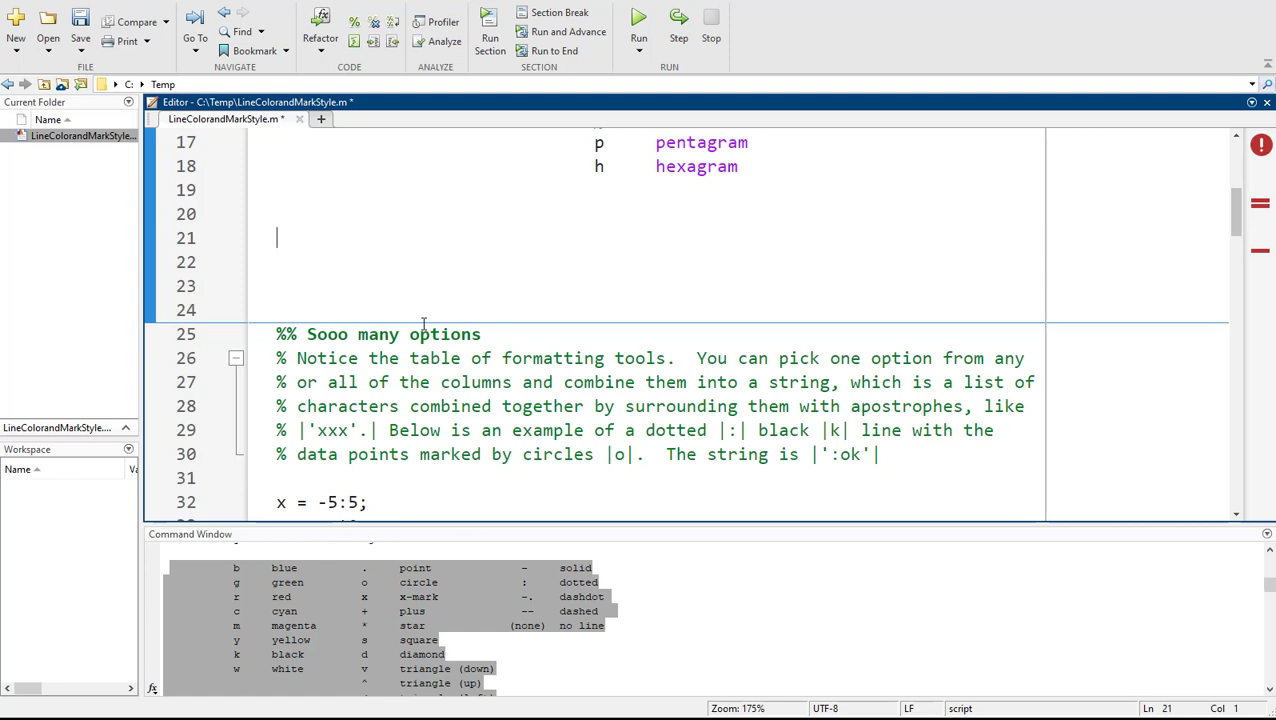 New
Open
Save
Compare
Print
FILE
Go To
Find
Bookmark
NAVIGATE
Refactor
CODE
Profiler
Analyze
ANALYZE
Run
Section
Section Break
Run and Advance
Run to End
SECTION
Run
Step
Stop
RUN
C: Temp
Current Folder
Name
LineColorandMarkStyle....
LineColorandMarkStyle....
Workspace
Name
Editor - C:\Temp\LineColorandMarkStyle.m *
LineColorandMarkStyle.m *
17 p pentagram
18 h hexagram
19
20
21
22
23
24
25 %% Sooo many options
26 % Notice the table of formatting tools. You can pick one option from any
27 % or all of the columns and combine them into a string, which is a list of
28 % characters combined together by surrounding them with apostrophes, like
29 % |'xxx'.| Below is an example of a dotted |:| black |k| line with the
30 % data points marked by circles |o|. The string is |':ok'|
31
32 x = -5:5;
Command Window
b blue . point - solid
g green o circle : dotted
r red x x-mark -. dashdot
c cyan + plus -- dashed
m magenta * star (none) no line
y yellow s square
k black d diamond
w white v triangle (down)
^ triangle (up)
fx
Zoom: 175% UTF-8 LF script Ln 21 Col 1